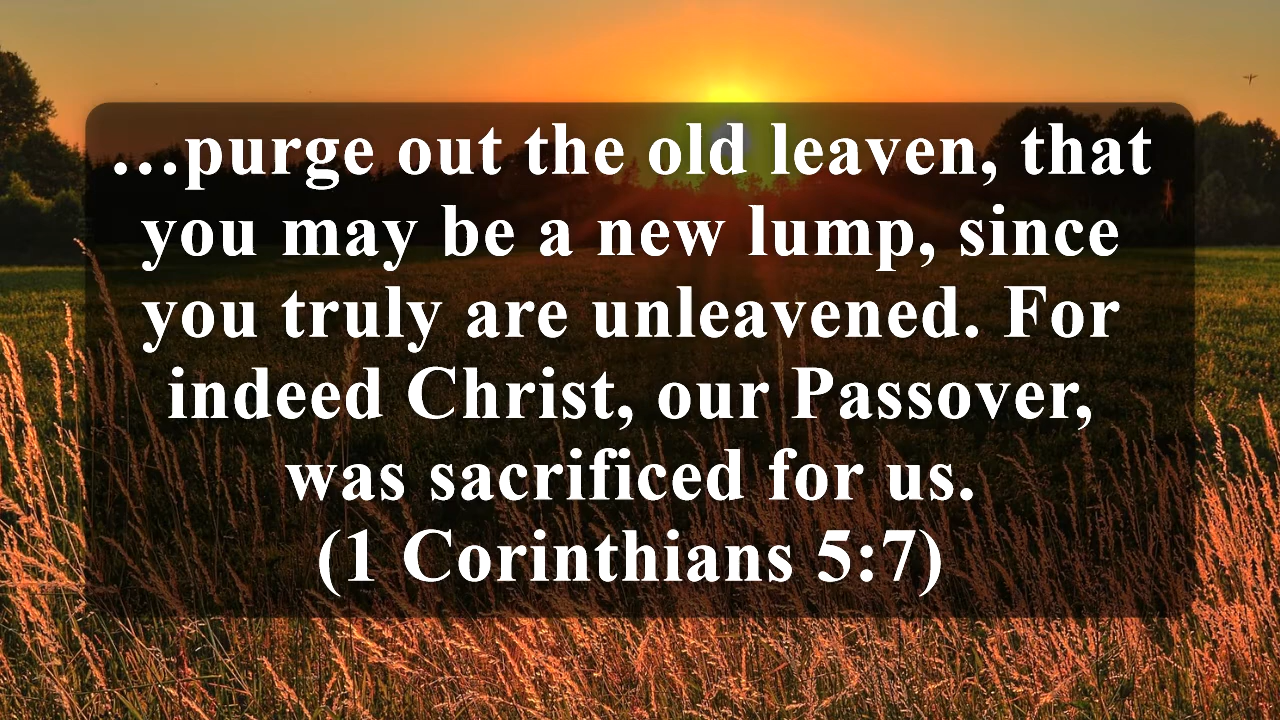 …purge out the old leaven, that
you may be a new lump, since
you truly are unleavened. For
indeed Christ, our Passover,
was sacrificed for us.
(1 Corinthians 5:7)